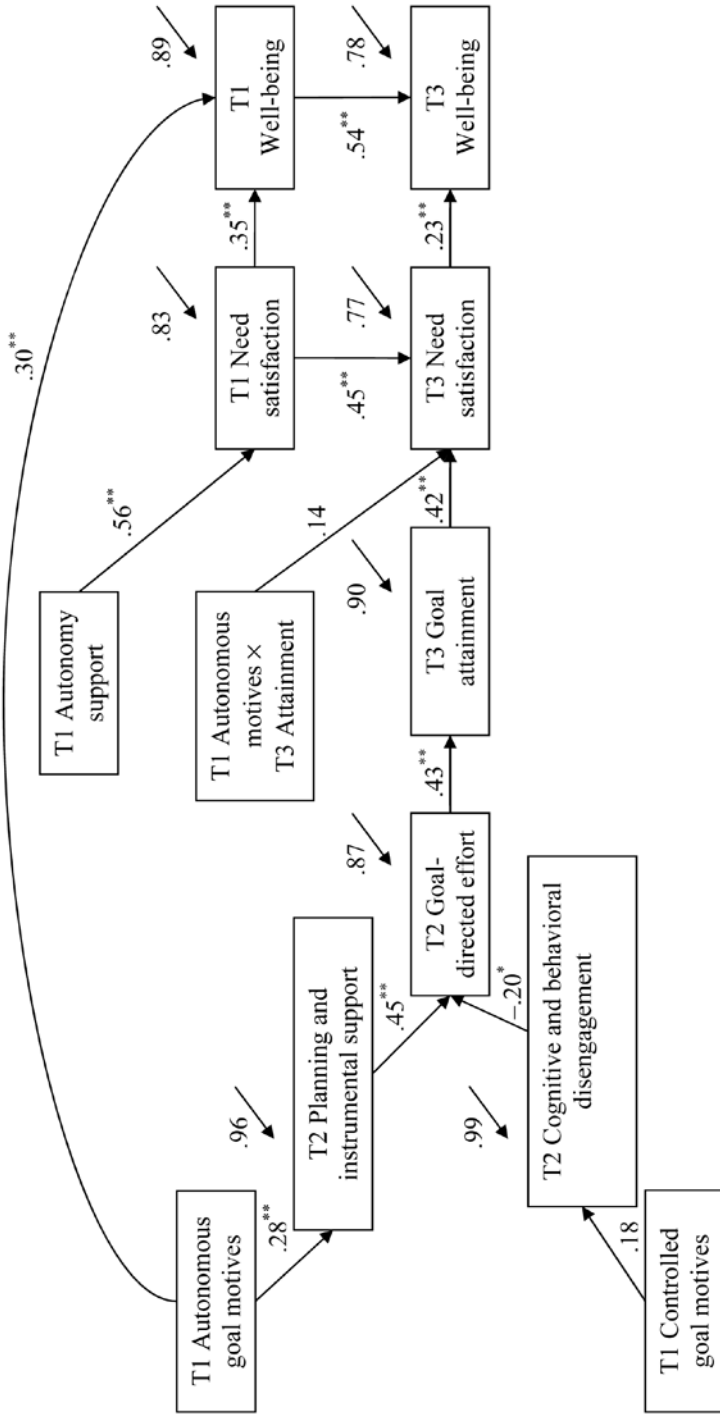 .30**
T1 Autonomous
goal motives
.28**
.96
T2 Planning and
instrumental support
.45**
T1 Controlled
goal motives
.18
.99
T2 Cognitive and behavioral
disengagement
–.20*
.87
T2 Goal-
directed effort
.43**
T1 Autonomy
support
.56**
T1 Autonomous
motives ×
T3 Attainment
.14
.90
T3 Goal
attainment
.42**
.83
T1 Need
satisfaction
.35**
.45**
.77
T3 Need
satisfaction
.23**
.89
T1
Well-being
.54**
.78
T3
Well-being